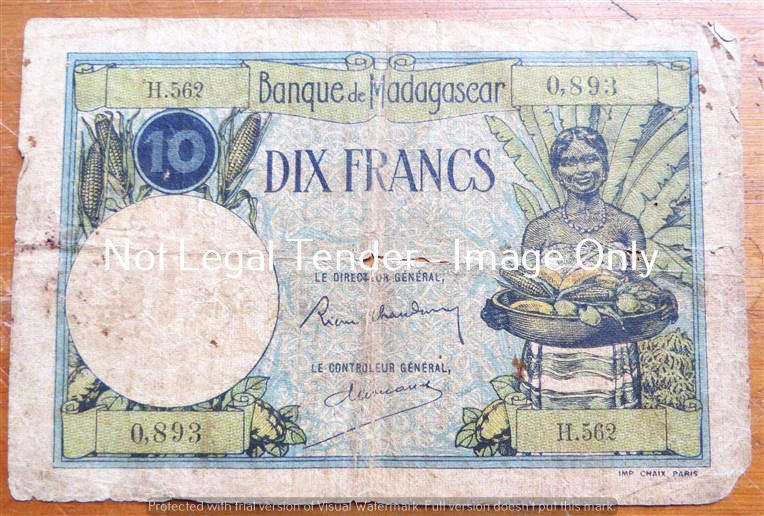 H.562 Banque de Madagascar 0,893
10
DIX FRANCS
Not Legal Tender - Image Only
LE DIRECTEUR GÉNÉRAL,
LE CONTROLEUR GÉNÉRAL,
0,893 H.562
IMP CHAIX PARIS
Protected with trial version of Visual Watermark. Full version doesn't put this mark.